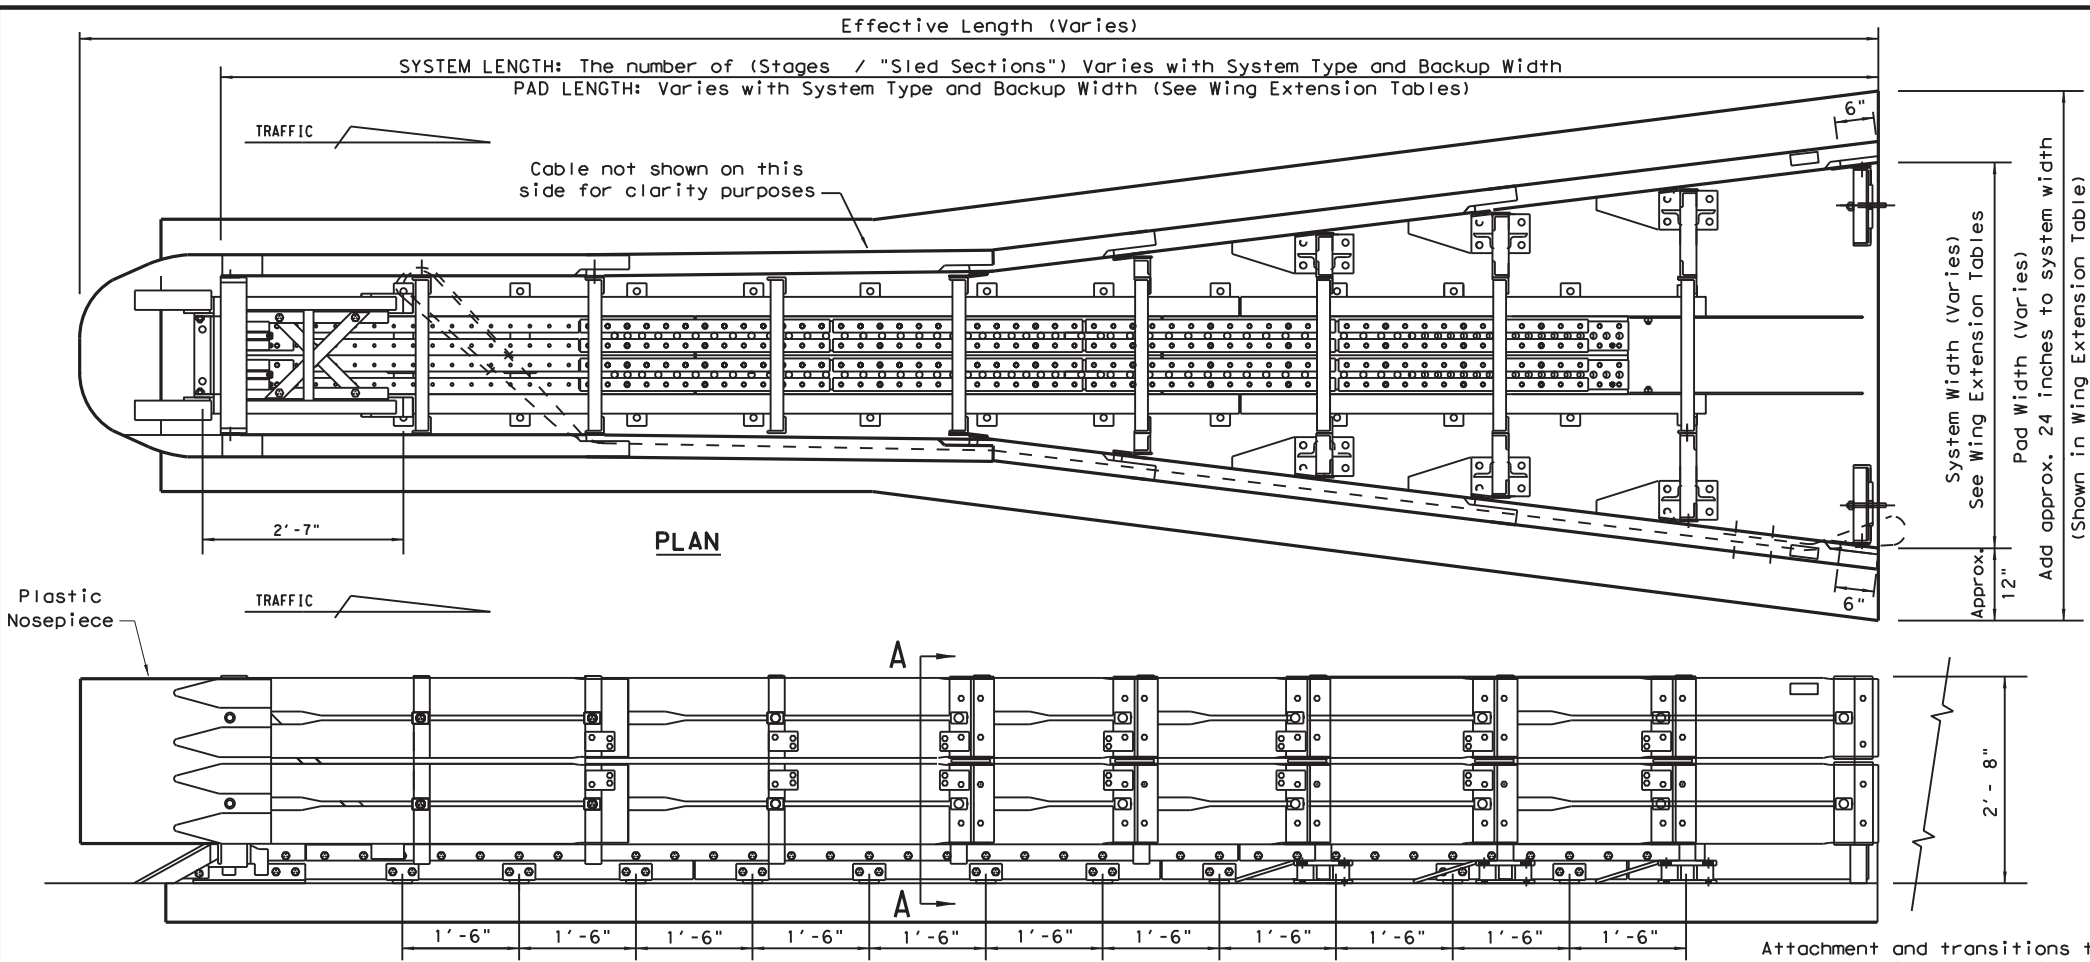 Effective Length (Varies)
SYSTEM LENGTH: The number of (Stages / "Sled Sections") Varies with System Type and Backup Width
PAD LENGTH: Varies with System Type and Backup Width (See Wing Extension Tables)
6"
TRAFFIC
Cable not shown on this
side for clarity purposes
System Width (Varies)
See Wing Extension Tables
Pad Width (Varies)
Add approx. 24 inches to system width
(Shown in Wing Extension Table)
2'-7"
PLAN
Approx.
12"
6"
TRAFFIC
Plastic
Nosepiece
A
2'- 8"
A
1'-6"
1'-6"
1'-6"
1'-6"
1'-6"
1'-6"
1'-6"
1'-6"
1'-6"
1'-6"
1'-6"
Attachment and transitions t